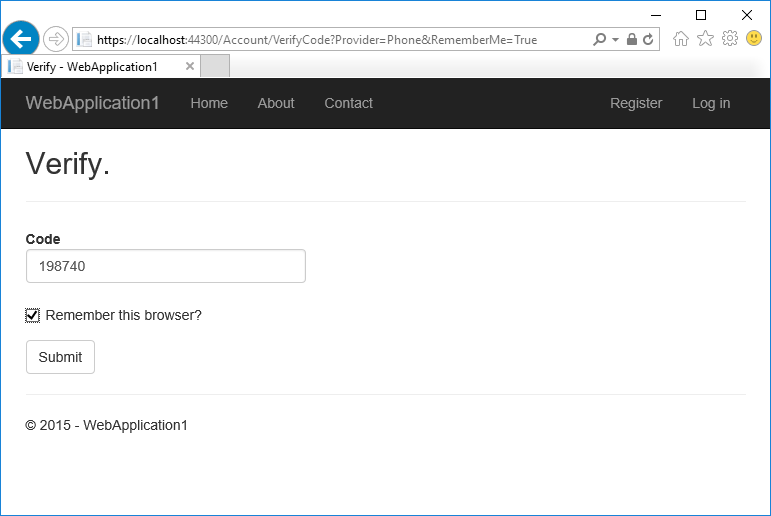 https://localhost:44300/Account/VerifyCode?Provider=Phone&RememberMe=True
Verify - WebApplication1
WebApplication1 Home About Contact Register Log in
Verify.
Code
198740
Remember this browser?
Submit
© 2015 - WebApplication1